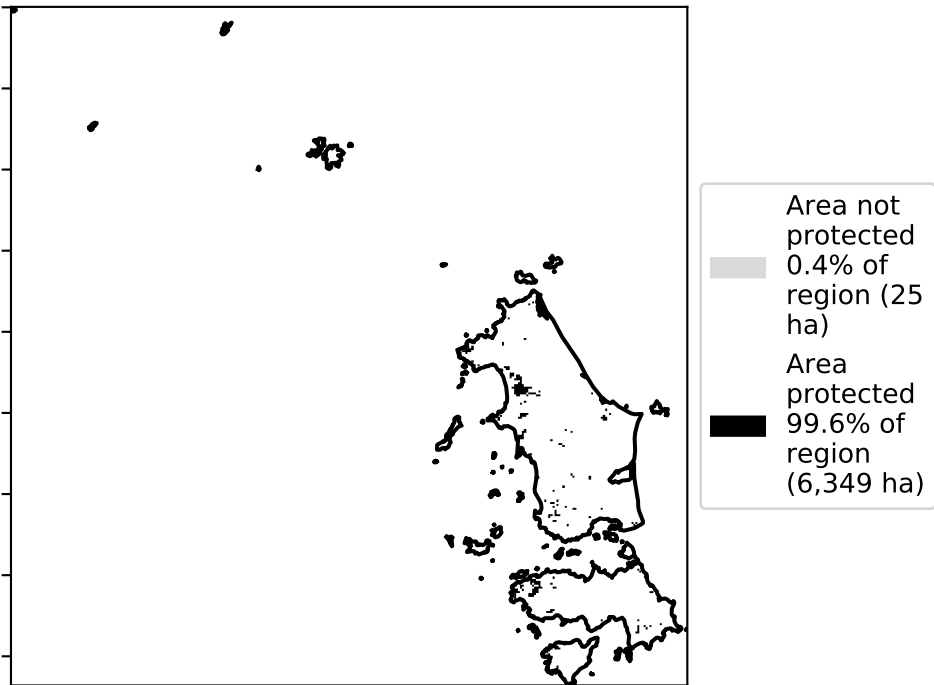 Area not
protected
0.4% of
region (25
ha)
Area
protected
99.6% of
region
(6,349 ha)